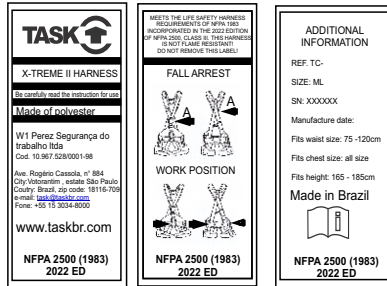 TASK
X-TREME II HARNESS
Be carefully read the instruction for use
Made of polyester
W1 Perez Segurança do
trabalho ltda
Cod. 10.967.528/0001-98
Ave. Rogério Cassola, n° 884
City:Votorantim , estate São Paulo
Coutry: Brazil, zip code: 18116-709
e-mail: task@taskbr.com
Fone: +55 15 3034-8000
www.taskbr.com
NFPA 2500 (1983)
2022 ED
MEETS THE LIFE SAFETY HARNESS
REQUIREMENTS OF NFPA 1983
INCORPORATED IN THE 2022 EDITION
OF NFPA 2500, CLASS III. THIS HARNESS
IS NOT FLAME RESISTANT!
DO NOT REMOVE THIS LABEL!
FALL ARREST
A
A
WORK POSITION
NFPA 2500 (1983)
2022 ED
ADDITIONAL
INFORMATION
REF. TC-
SIZE: ML
SN: XXXXXX
Manufacture date:
Fits waist size: 75 -120cm
Fits chest size: all size
Fits height: 165 - 185cm
Made in Brazil
NFPA 2500 (1983)
2022 ED